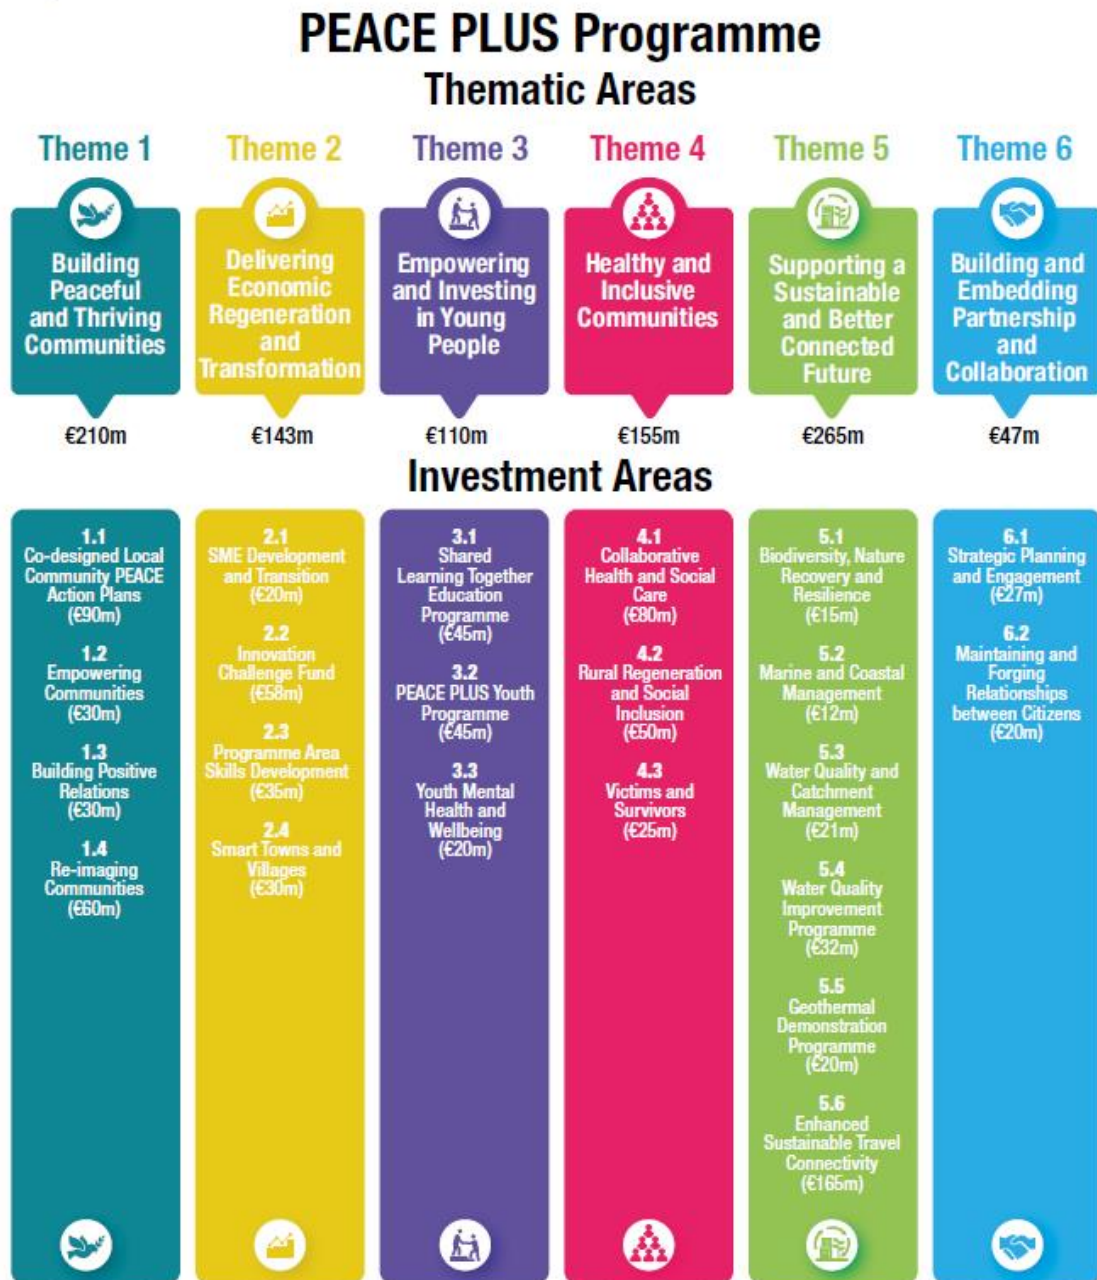 PEACE PLUS Programme
Thematic Areas
Theme 1
Building
Peaceful
and Thriving
Communities
€210m
Theme 2
Delivering
Economic
Regeneration
and
Transformation
€143m
Theme 3
Empowering
and Investing
in Young
People
€110m
Theme 4
Healthy and
Inclusive
Communities
€155m
Theme 5
Supporting a
Sustainable
and Better
Connected
Future
€265m
Theme 6
Building and
Embedding
Partnership
and
Collaboration
€47m
Investment Areas
1.1
Co-designed Local
Community PEACE
Action Plans
(€90m)
1.2
Empowering
Communities
(€30m)
1.3
Building Positive
Relations
(€30m)
1.4
Re-imaging
Communities
(€60m)
2.1
SME Development
and Transition
(€20m)
2.2
Innovation
Challenge Fund
(€58m)
2.3
Programme Area
Skills Development
(€35m)
2.4
Smart Towns and
Villages
(€30m)
3.1
Shared
Learning Together
Education
Programme
(€45m)
3.2
PEACE PLUS Youth
Programme
(€45m)
3.3
Youth Mental
Health and
Wellbeing
(€20m)
4.1
Collaborative
Health and Social
Care
(€80m)
4.2
Rural Regeneration
and Social
Inclusion
(€50m)
4.3
Victims and
Survivors
(€25m)
5.1
Biodiversity, Nature
Recovery and
Resilience
(€15m)
5.2
Marine and Coastal
Management
(€12m)
5.3
Water Quality and
Catchment
Management
(€21m)
5.4
Water Quality
Improvement
Programme
(€32m)
5.5
Geothermal
Demonstration
Programme
(€20m)
5.6
Enhanced
Sustainable Travel
Connectivity
(€165m)
6.1
Strategic Planning
and Engagement
(€27m)
6.2
Maintaining and
Forging
Relationships
between Citizens
(€20m)